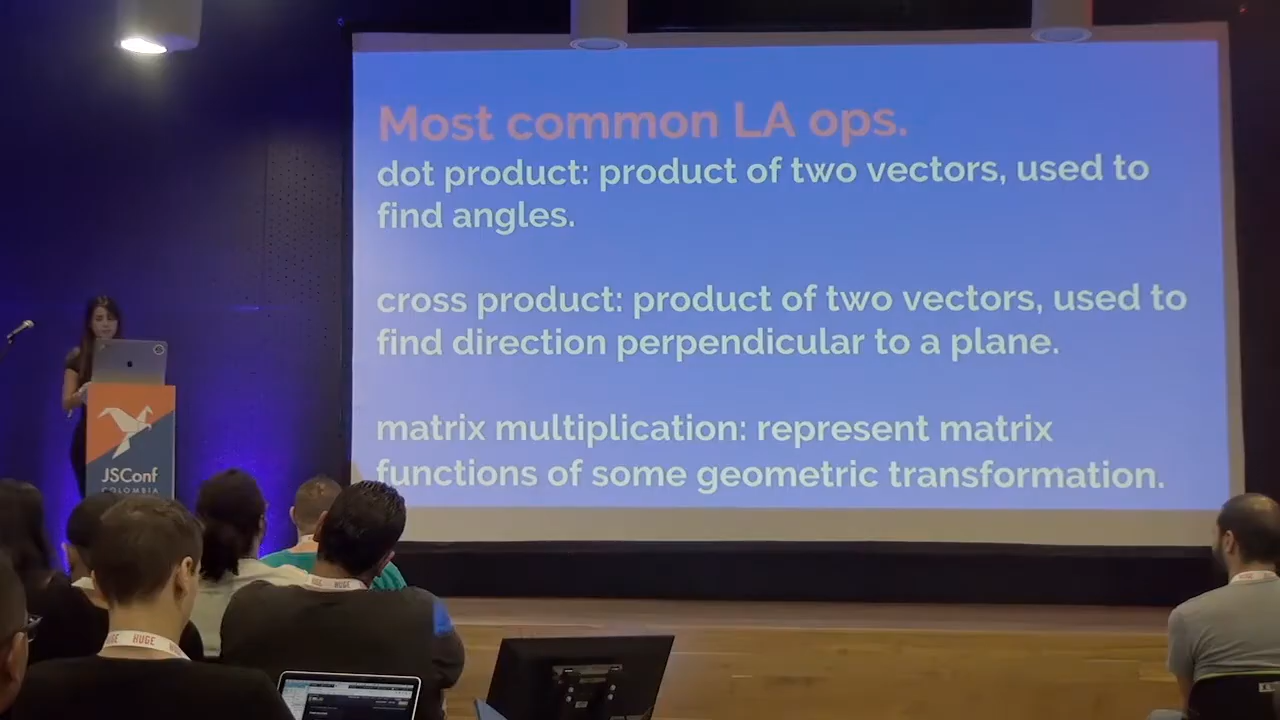 Most common LA ops.
dot product: product of two vectors, used to
find angles.
cross product: product of two vectors, used to
find direction perpendicular to a plane.
matrix multiplication: represent matrix
functions of some geometric transformation.
JSConf
COLOMBIA
HUGE
HUGE